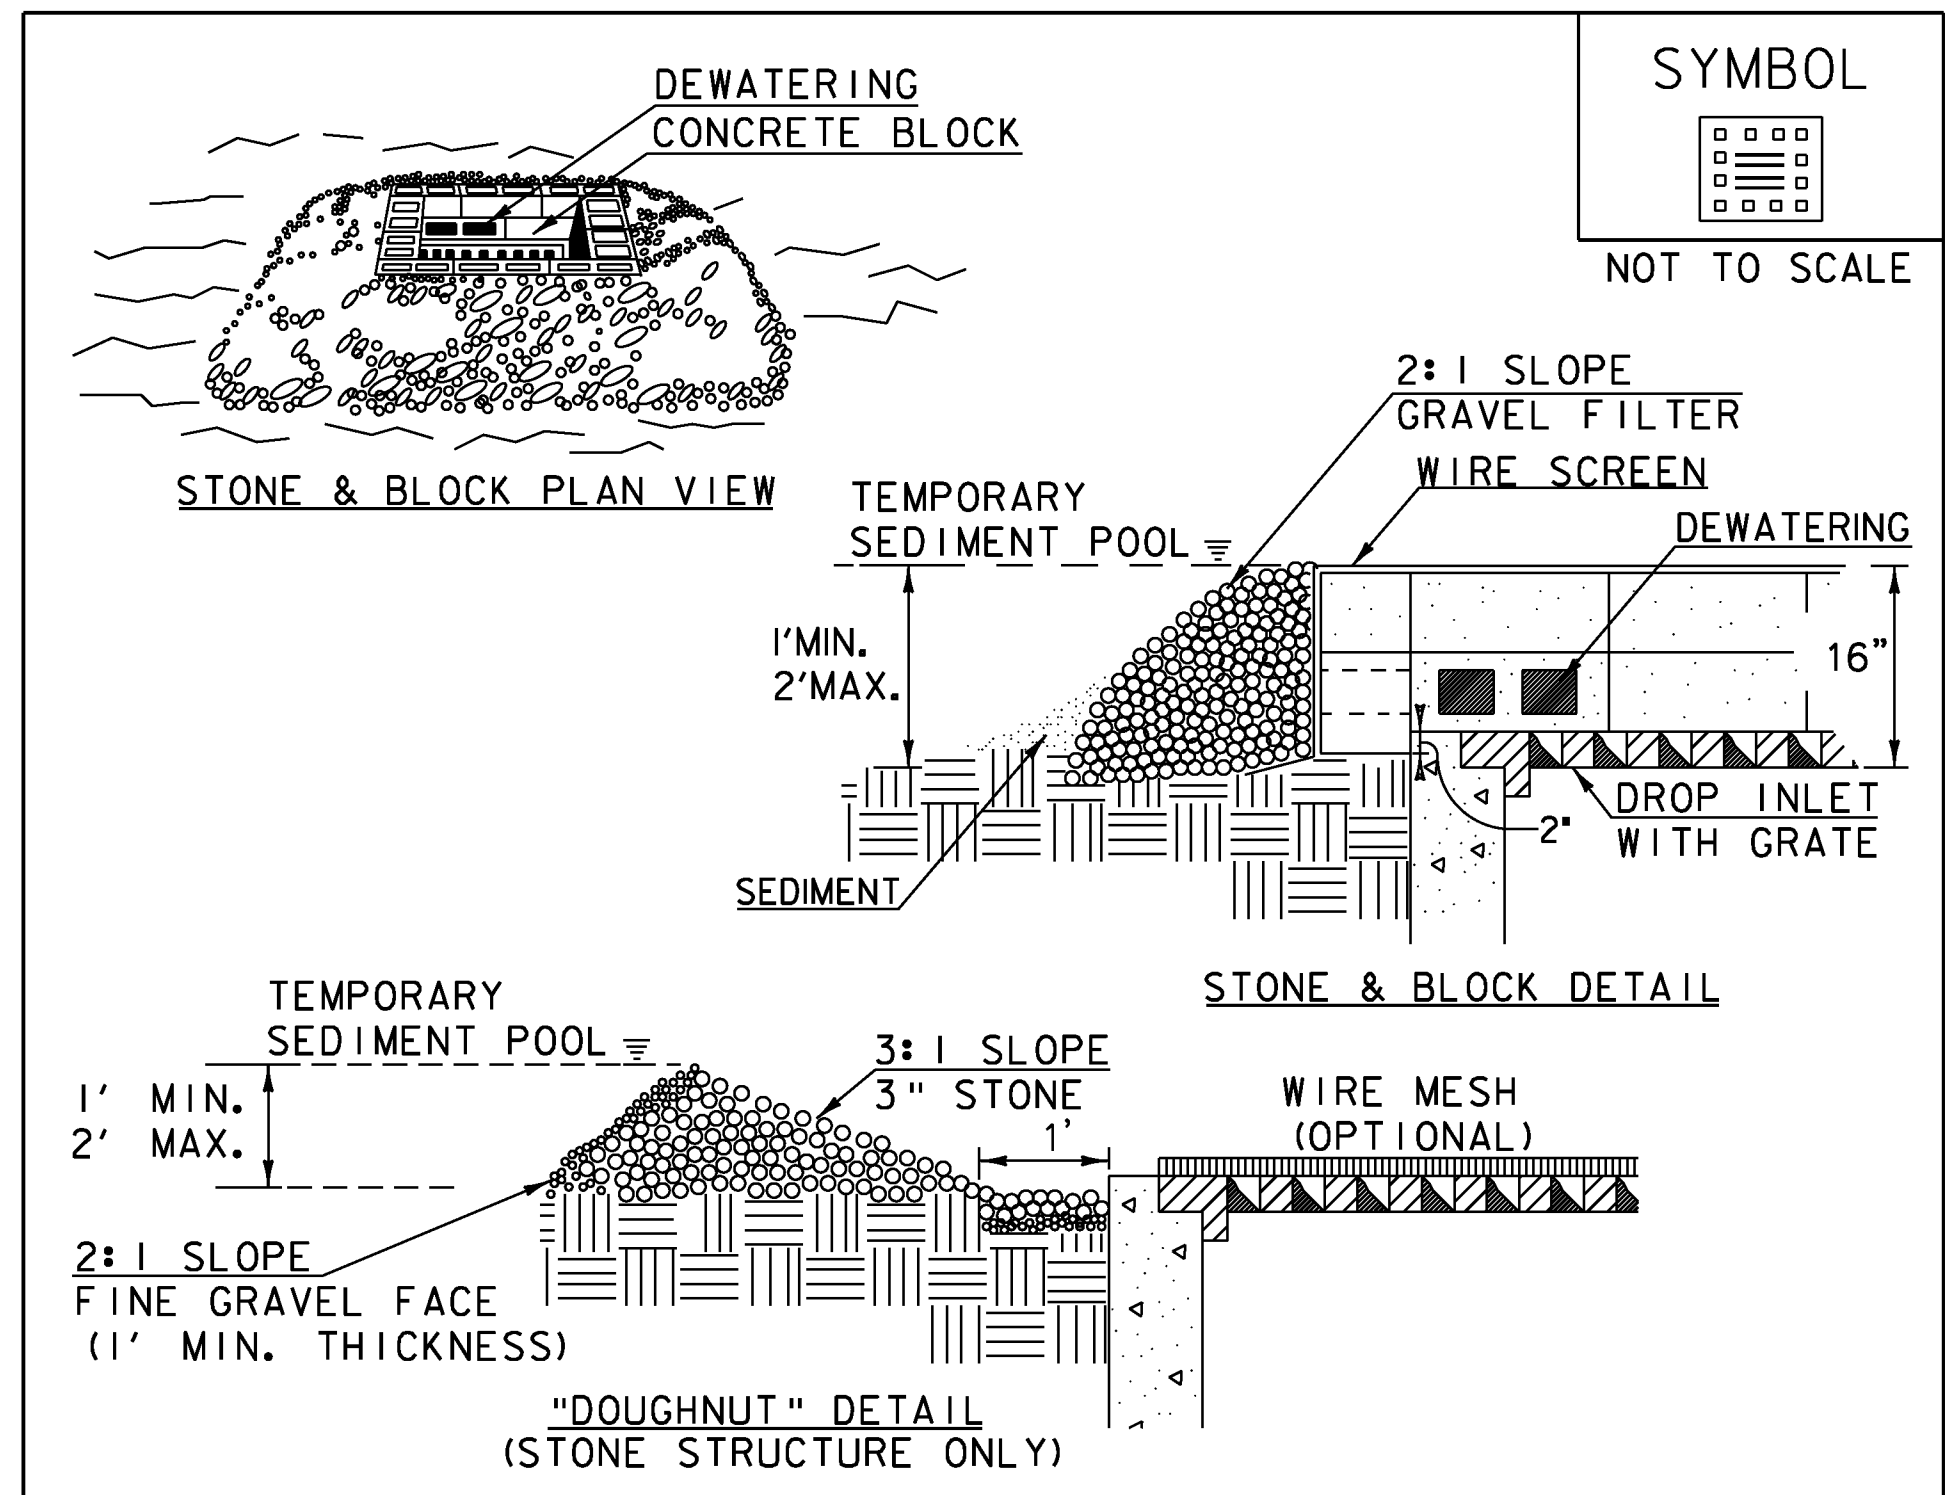 DEWATERING
CONCRETE BLOCK
SYMBOL
NOT TO SCALE
STONE & BLOCK PLAN VIEW
2:1 SLOPE
GRAVEL FILTER
WIRE SCREEN
DEWATERING
TEMPORARY
SEDIMENT POOL
1'MIN.
2'MAX.
16"
DROP INLET
WITH GRATE
2"
SEDIMENT
STONE & BLOCK DETAIL
TEMPORARY
SEDIMENT POOL
1' MIN.
2' MAX.
3:1 SLOPE
3" STONE
1'
WIRE MESH
(OPTIONAL)
2:1 SLOPE
FINE GRAVEL FACE
(1' MIN. THICKNESS)
"DOUGHNUT" DETAIL
(STONE STRUCTURE ONLY)